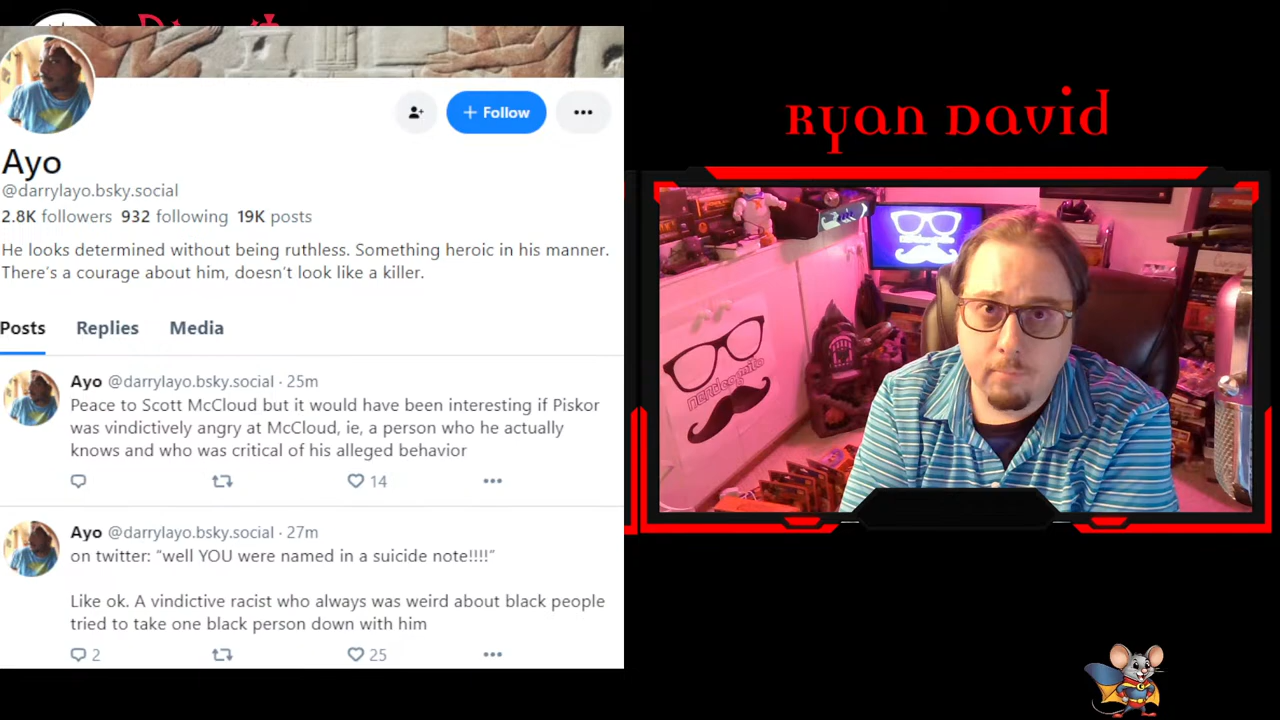 Ayo
@darrylayo.bsky.social
2.8K followers 932 following 19K posts
+ Follow
He looks determined without being ruthless. Something heroic in his manner.
There's a courage about him, doesn't look like a killer.
Posts Replies Media
Ayo @darrylayo.bsky.social · 25m
Peace to Scott McCloud but it would have been interesting if Piskor
was vindictively angry at McCloud, ie, a person who he actually
knows and who was critical of his alleged behavior
14
Ayo @darrylayo.bsky.social · 27m
on twitter: “well YOU were named in a suicide note!!!!”
Like ok. A vindictive racist who always was weird about black people
tried to take one black person down with him
2 25
Ryan David
nerdcognito